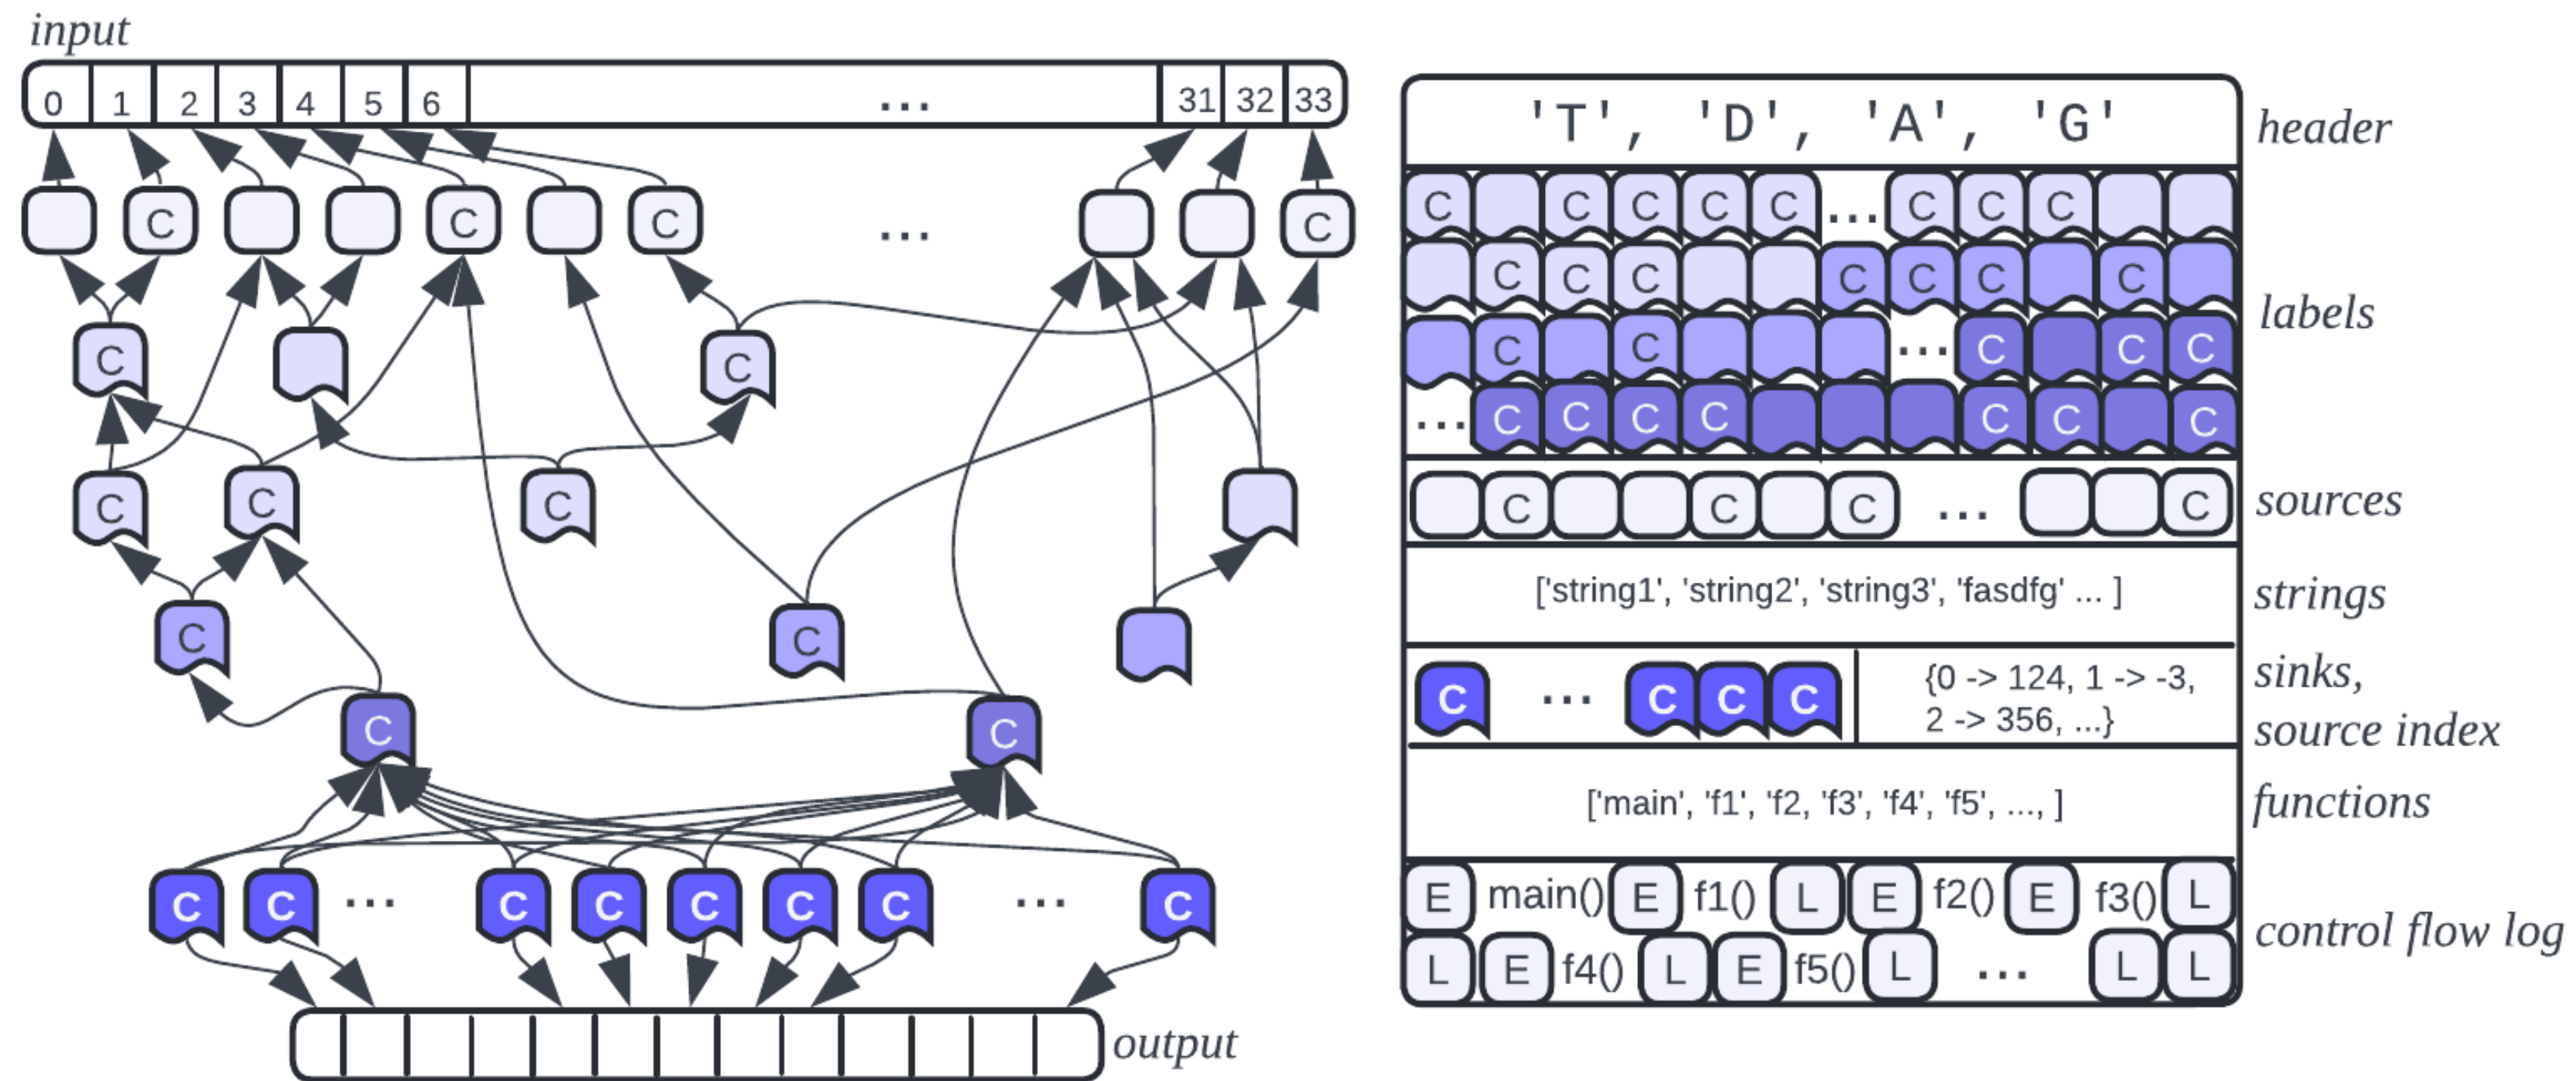 input
0 1 2 3 4 5 6 ... 31 32 33
C C C ... C
C C
C C C
C C
C C
C C ... C C C C C ... C
output
'T', 'D', 'A', 'G' header
C C C C C ... C C C
C C C C C C C
C C ... C C C
... C C C C C C C
labels
C C C ... C sources
['string1', 'string2', 'string3', 'fasdfg' ... ] strings
C ... C C C
{0 -> 124, 1 -> -3,
2 -> 356, ...}
sinks,
source index
['main', 'f1', 'f2, 'f3', 'f4', 'f5', ..., ] functions
E main() E f1() L E f2() E f3() L
L E f4() L E f5() L ... L L
control flow log